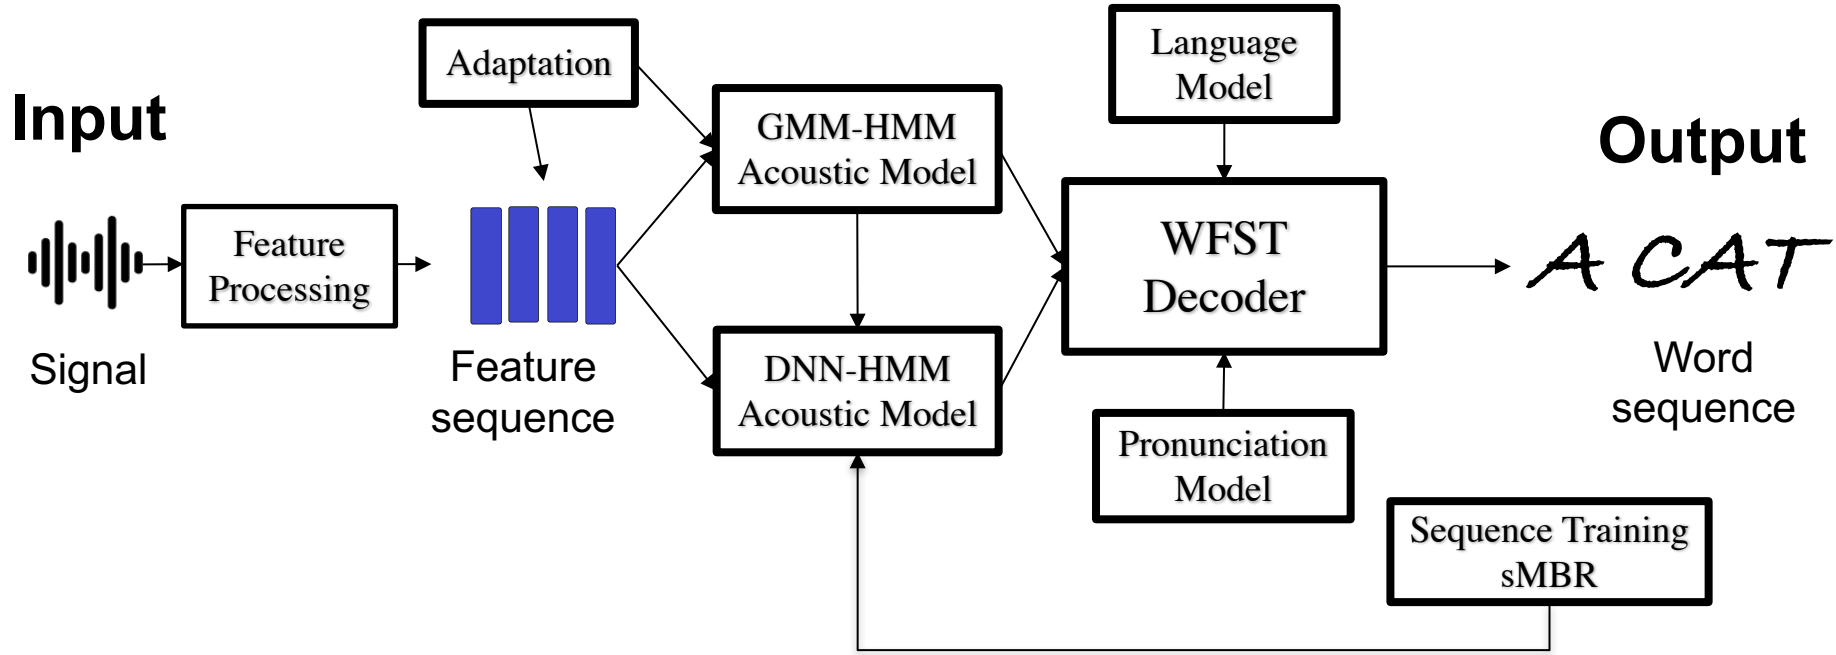 Input
Signal
Feature
Processing
Adaptation
Feature
sequence
GMM-HMM
Acoustic Model
DNN-HMM
Acoustic Model
Language
Model
WFST
Decoder
Pronunciation
Model
Sequence Training
sMBR
Output
A CAT
Word
sequence